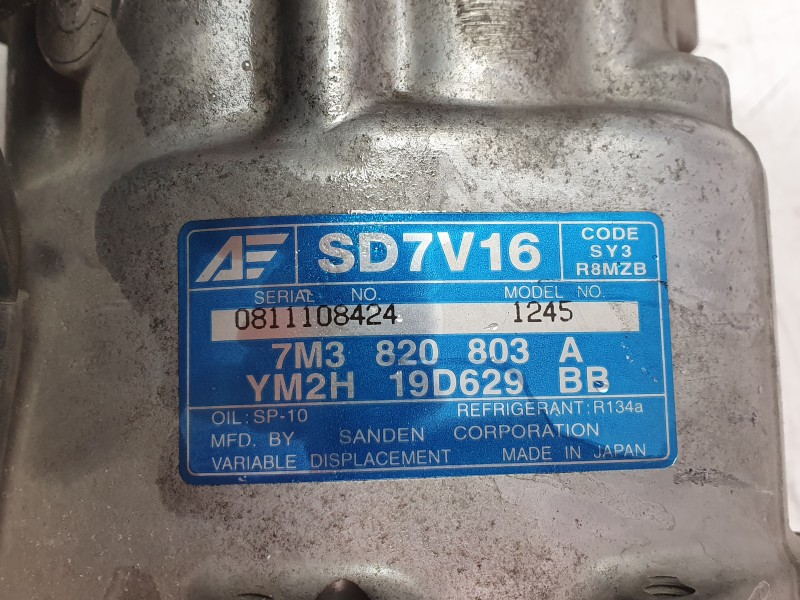 AF SD7V16 CODE
SY3
R8MZB
SERIAL NO. MODEL NO.
0811108424 1245
7M3 820 803 A
YM2H 19D629 BB
OIL:SP-10 REFRIGERANT:R134a
MFD. BY SANDEN CORPORATION
VARIABLE DISPLACEMENT MADE IN JAPAN